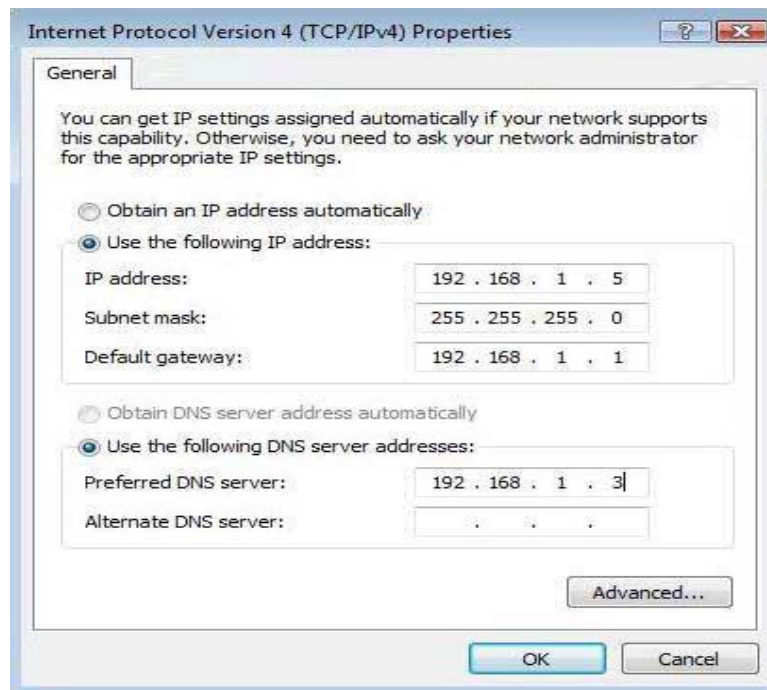 Internet Protocol Version 4 (TCP/IPv4) Properties
General
You can get IP settings assigned automatically if your network supports
this capability. Otherwise, you need to ask your network administrator
for the appropriate IP settings.
Obtain an IP address automatically
Use the following IP address:
IP address: 192 . 168 . 1 . 5
Subnet mask: 255 . 255 . 255 . 0
Default gateway: 192 . 168 . 1 . 1
Obtain DNS server address automatically
Use the following DNS server addresses:
Preferred DNS server: 192 . 168 . 1 . 3
Alternate DNS server: . . .
Advanced...
OK Cancel